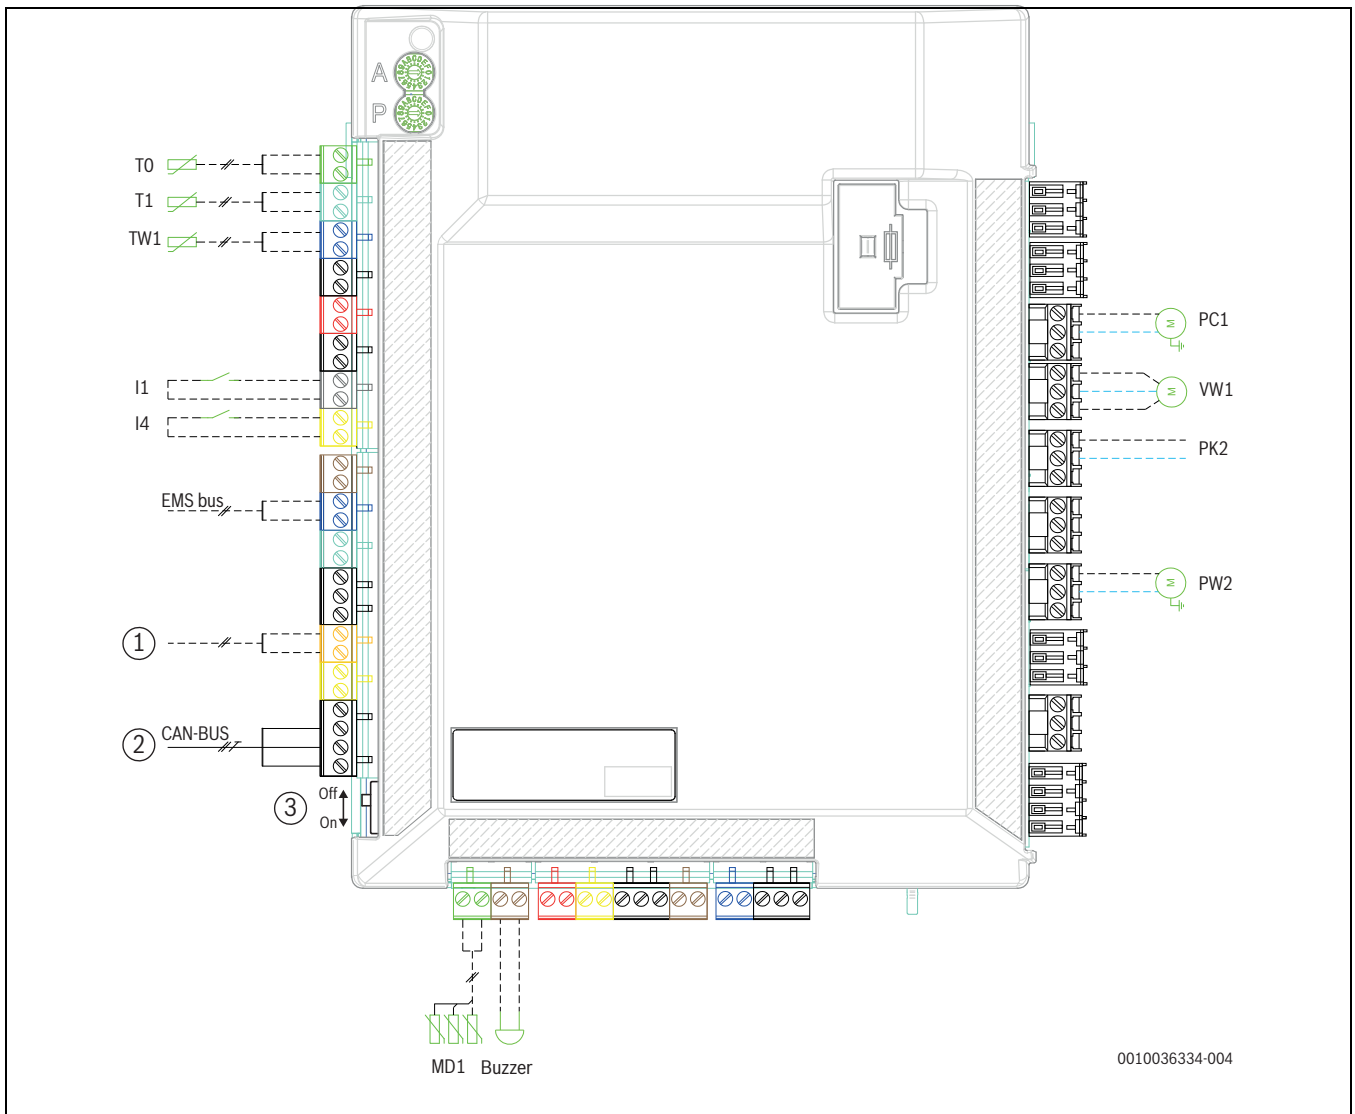 A
P
T0
T1
TW1
I1
I4
EMS bus
1
2 CAN-BUS
3 Off
On
PC1
M
VW1
M
PK2
PW2
M
MD1 Buzzer
0010036334-004